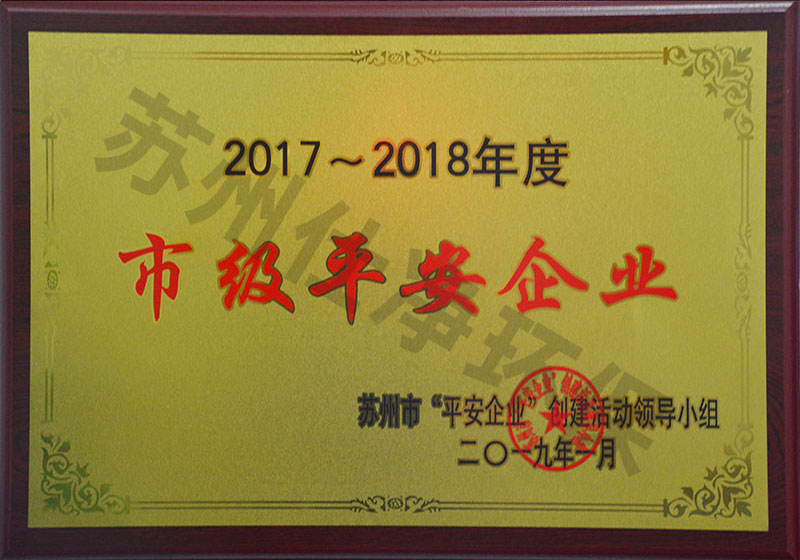 2017～2018年度
市级平安企业
苏州市“平安企业”创建活动领导小组
二〇一九年一月
苏州仕净环保